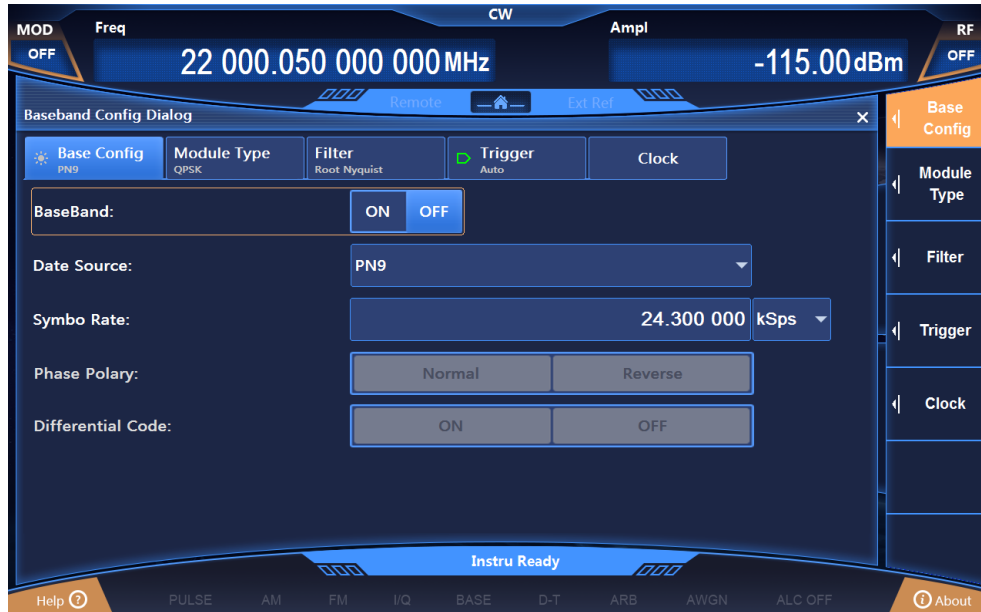 CW
MOD Freq Ampl RF
OFF 22 000.050 000 000 MHz -115.00 dBm OFF
Remote Ext Ref
Baseband Config Dialog
Base Config
PN9
Module Type
QPSK
Filter
Root Nyquist
Trigger
Auto
Clock
BaseBand: ON OFF
Date Source: PN9
Symbo Rate: 24.300 000 kSps
Phase Polary: Normal Reverse
Differential Code: ON OFF
Base
Config
Module
Type
Filter
Trigger
Clock
Instru Ready
Help PULSE AM FM I/Q BASE D-T ARB AWGN ALC OFF About